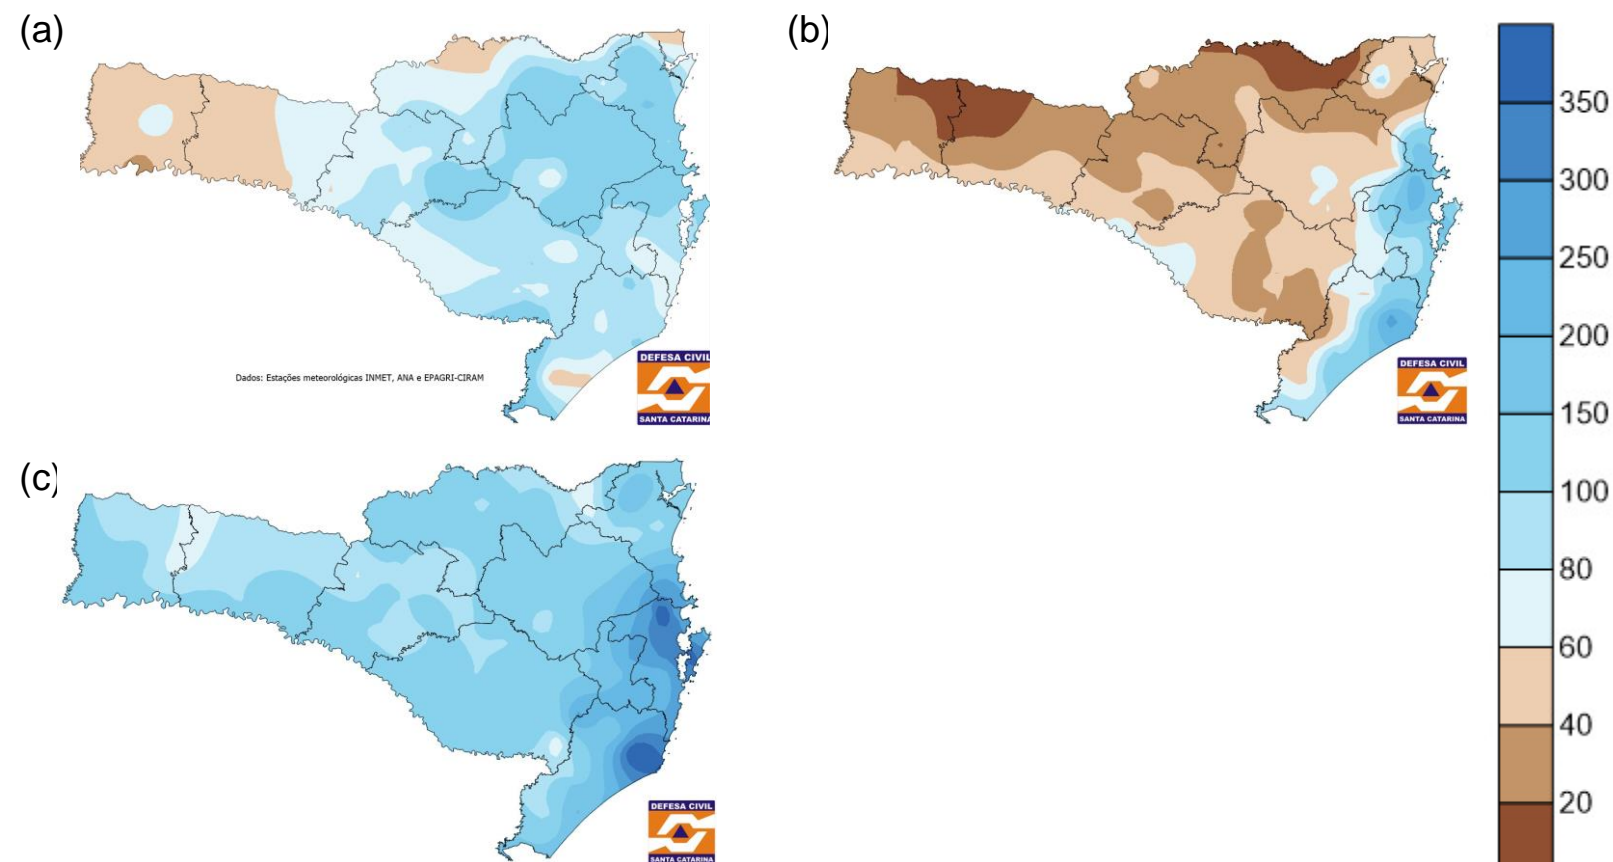 (a)
(b)
350
300
250
200
150
100
80
60
40
20
Dados: Estações meteorológicas INMET, ANA e EPAGRI-CIRAM
DEFESA CIVIL
SANTA CATARINA
DEFESA CIVIL
SANTA CATARINA
(c)
DEFESA CIVIL
SANTA CATARINA